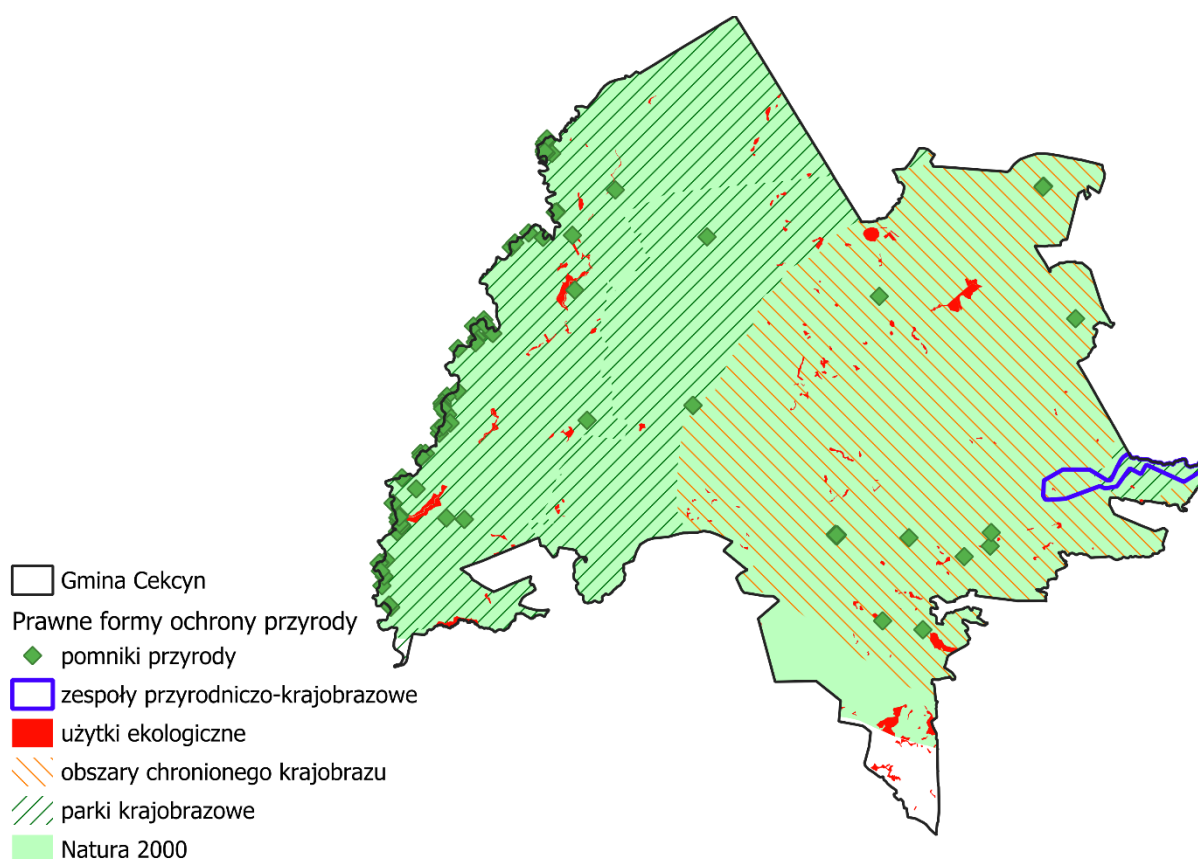 Gmina Cekcyn
Prawne formy ochrony przyrody
pomniki przyrody
zespoły przyrodniczo-krajobrazowe
użytki ekologiczne
obszary chronionego krajobrazu
parki krajobrazowe
Natura 2000